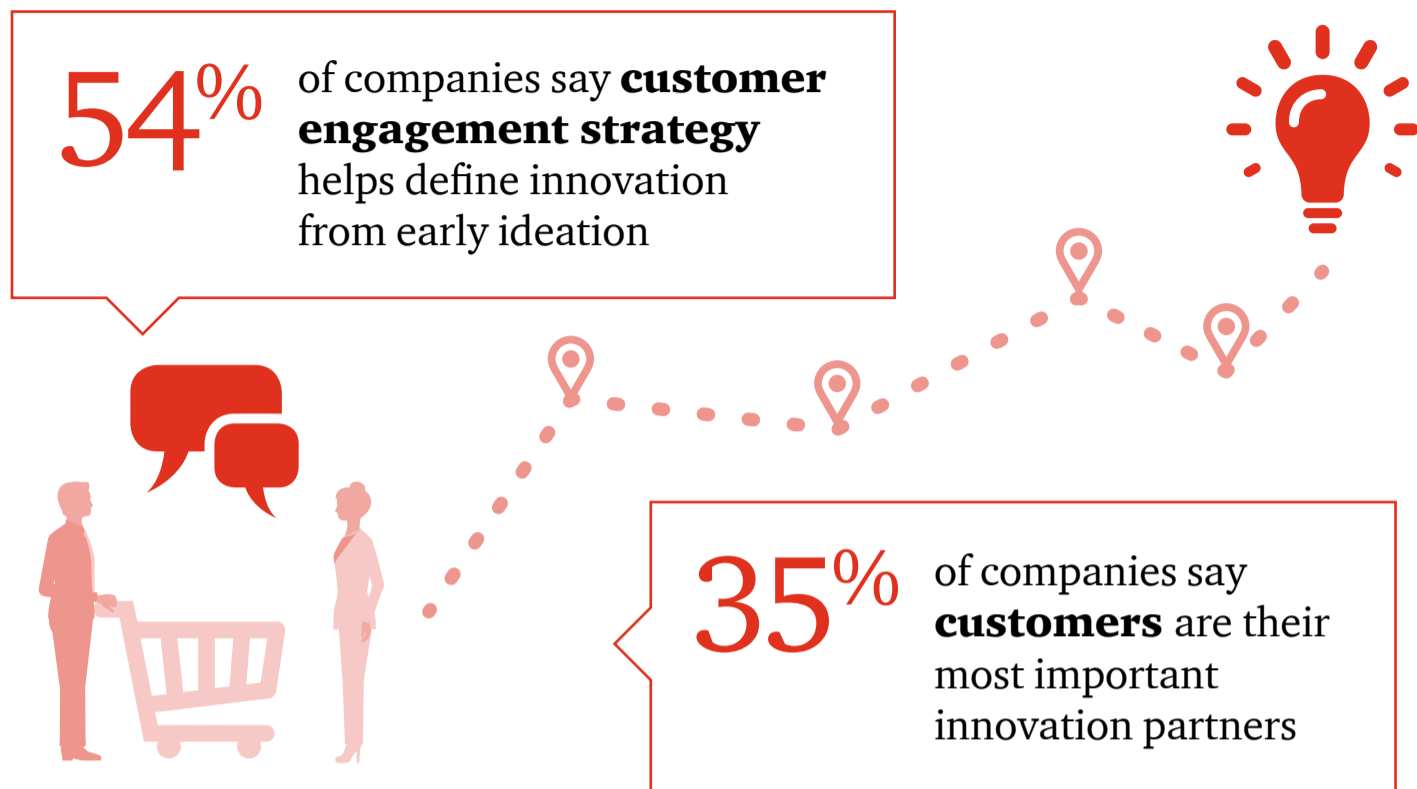 54% of companies say customer
engagement strategy
helps define innovation
from early ideation
35% of companies say
customers are their
most important
innovation partners